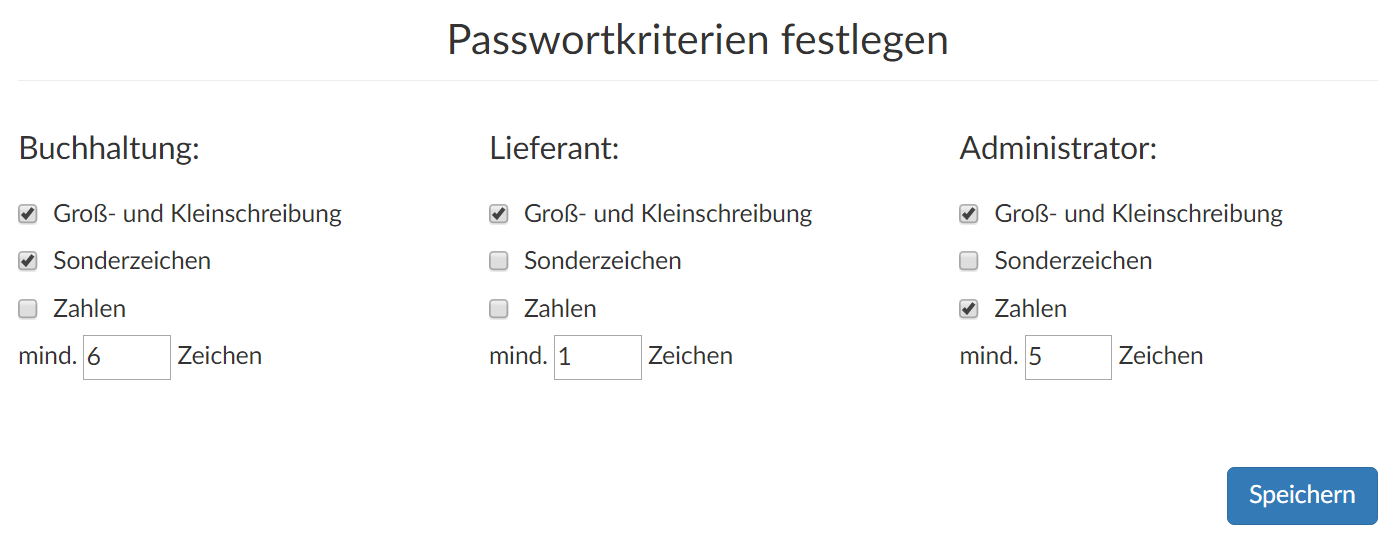 Passwortkriterien festlegen
Buchhaltung:
Groß- und Kleinschreibung
Sonderzeichen
Zahlen
mind. 6 Zeichen
Lieferant:
Groß- und Kleinschreibung
Sonderzeichen
Zahlen
mind. 1 Zeichen
Administrator:
Groß- und Kleinschreibung
Sonderzeichen
Zahlen
mind. 5 Zeichen
Speichern